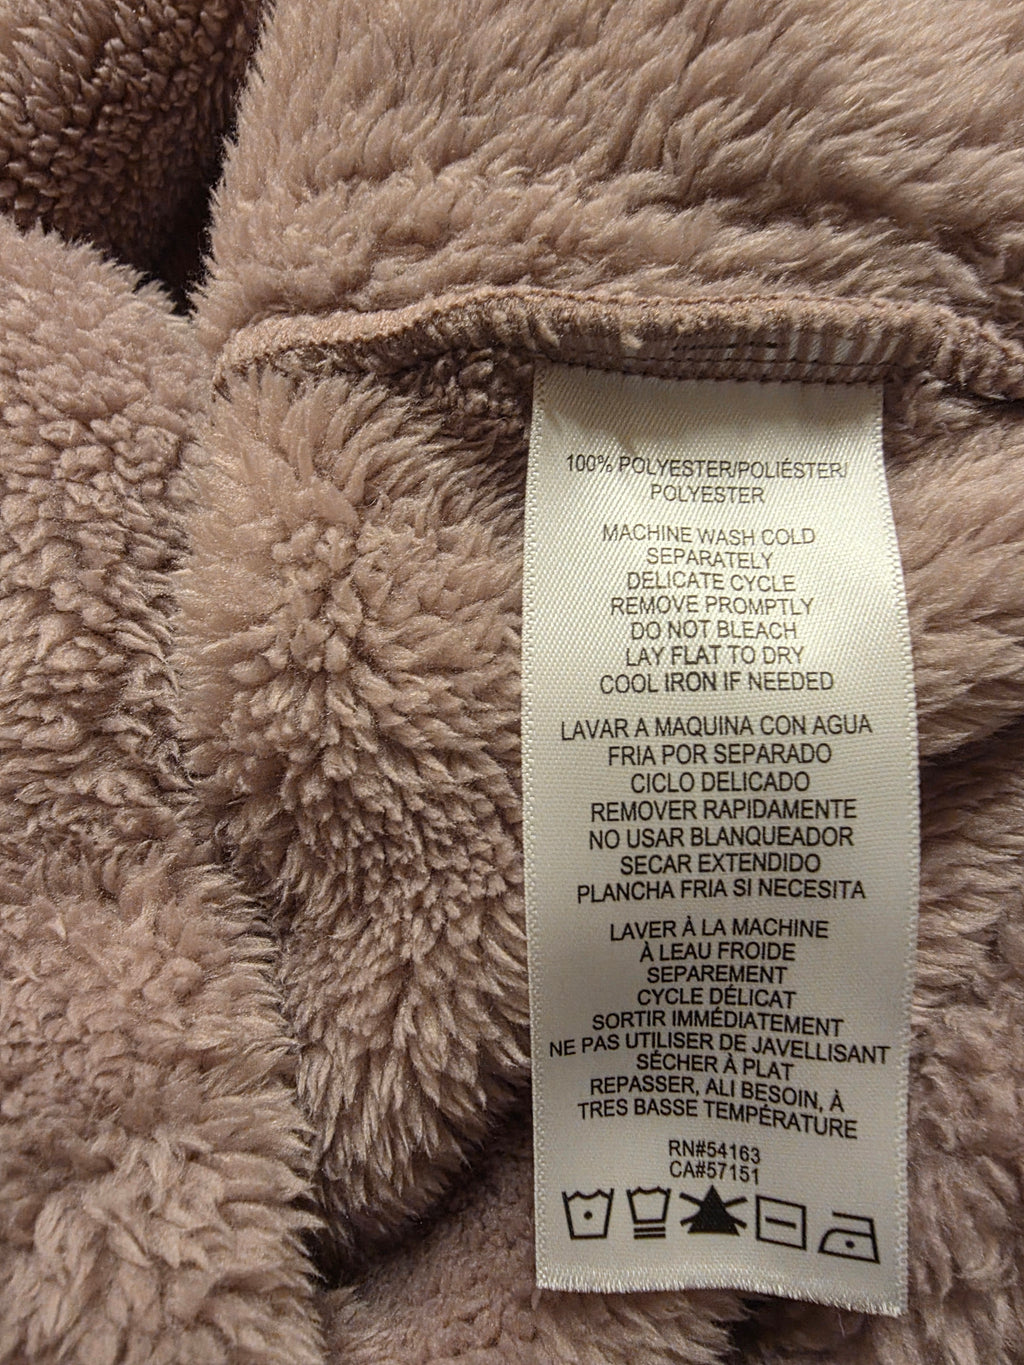 100% POLYESTER/POLIÉSTER/
POLYESTER
MACHINE WASH COLD
SEPARATELY
DELICATE CYCLE
REMOVE PROMPTLY
DO NOT BLEACH
LAY FLAT TO DRY
COOL IRON IF NEEDED
LAVAR A MAQUINA CON AGUA
FRIA POR SEPARADO
CICLO DELICADO
REMOVER RAPIDAMENTE
NO USAR BLANQUEADOR
SECAR EXTENDIDO
PLANCHA FRIA SI NECESITA
LAVER À LA MACHINE
À LEAU FROIDE
SEPAREMENT
CYCLE DÉLICAT
SORTIR IMMÉDIATEMENT
NE PAS UTILISER DE JAVELLISANT
SÉCHER À PLAT
REPASSER, ALI BESOIN, À
TRES BASSE TEMPÉRATURE
RN#54163
CA#57151